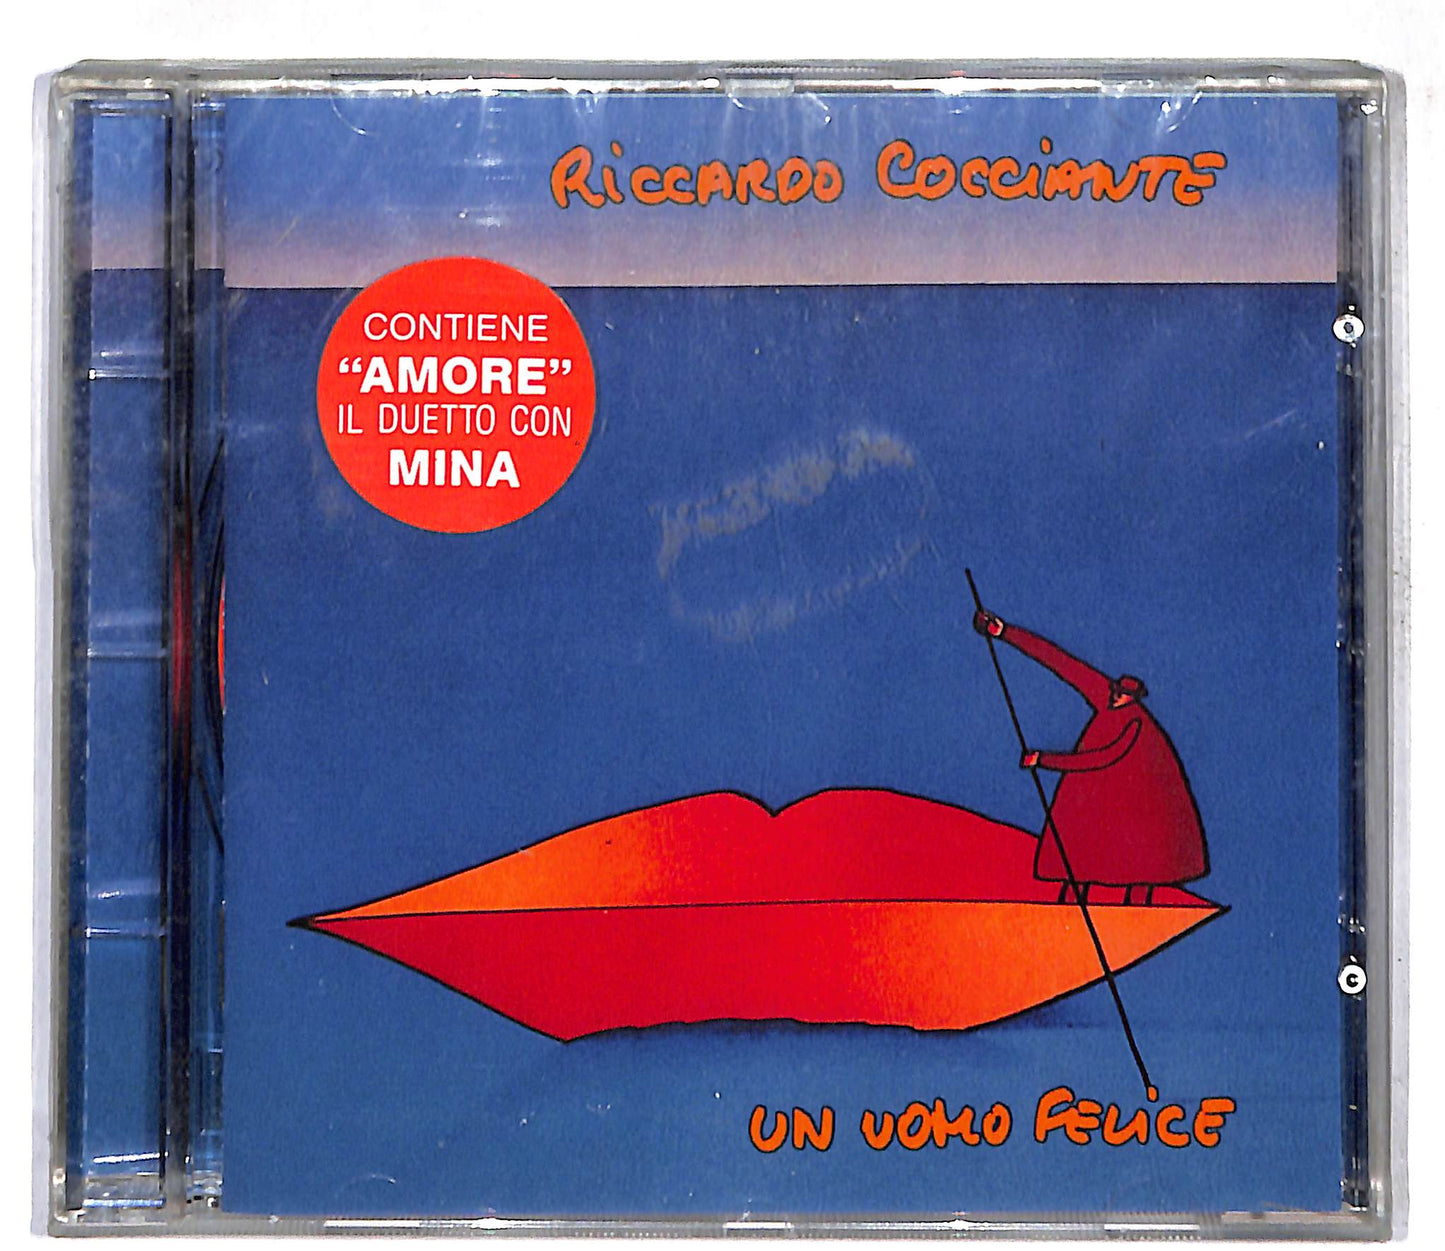 RiCCARDO COCCiANTE
CONTIENE
“AMORE”
IL DUETTO CON
MINA
UN UOMO FELiCE